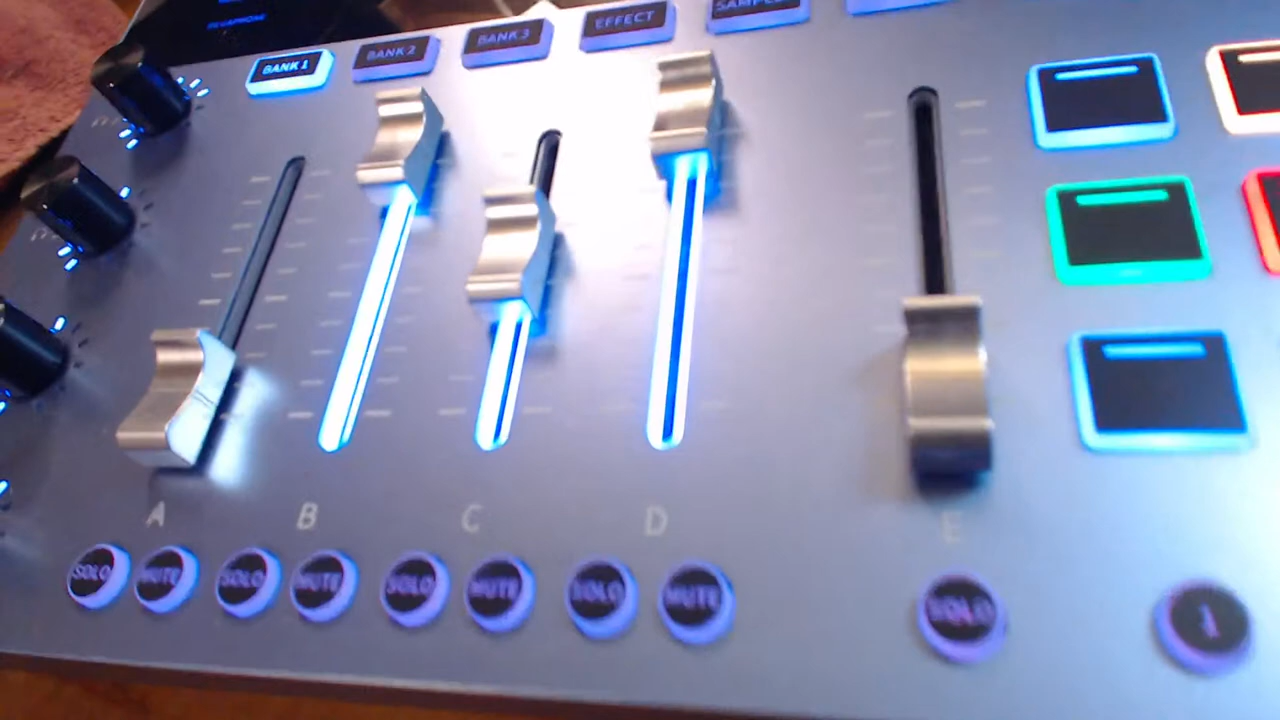 BANK 1
BANK 2
BANK 3
EFFECT
A
B
C
D
E
SOLO
MUTE
SOLO
MUTE
SOLO
MUTE
SOLO
MUTE
SOLO
1